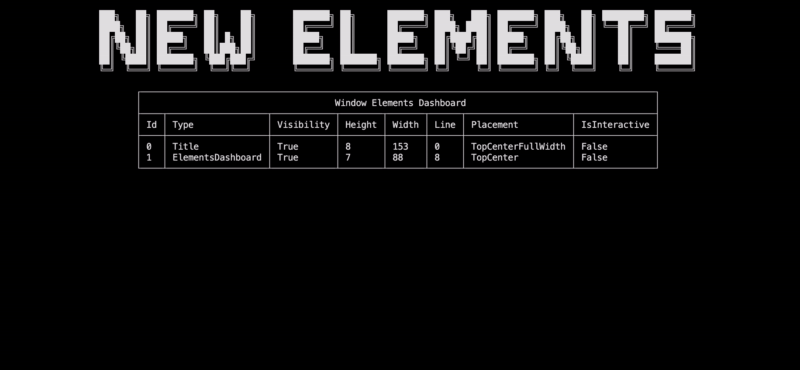 NEW ELEMENTS
Window Elements Dashboard
Id Type Visibility Height Width Line Placement IsInteractive
0 Title True 8 153 0 TopCenterFullWidth False
1 ElementsDashboard True 7 88 8 TopCenter False